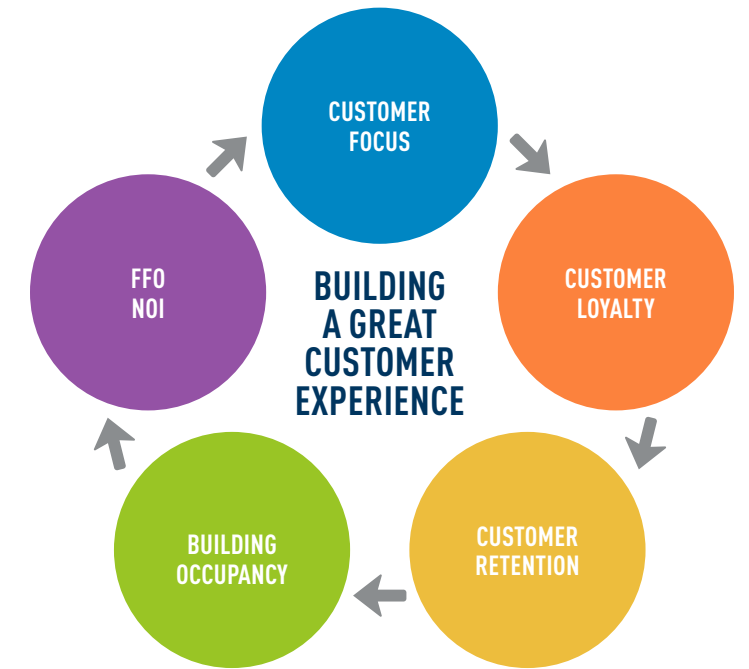 CUSTOMER
FOCUS
CUSTOMER
LOYALTY
CUSTOMER
RETENTION
BUILDING
OCCUPANCY
FFO
NOI
BUILDING
A GREAT
CUSTOMER
EXPERIENCE